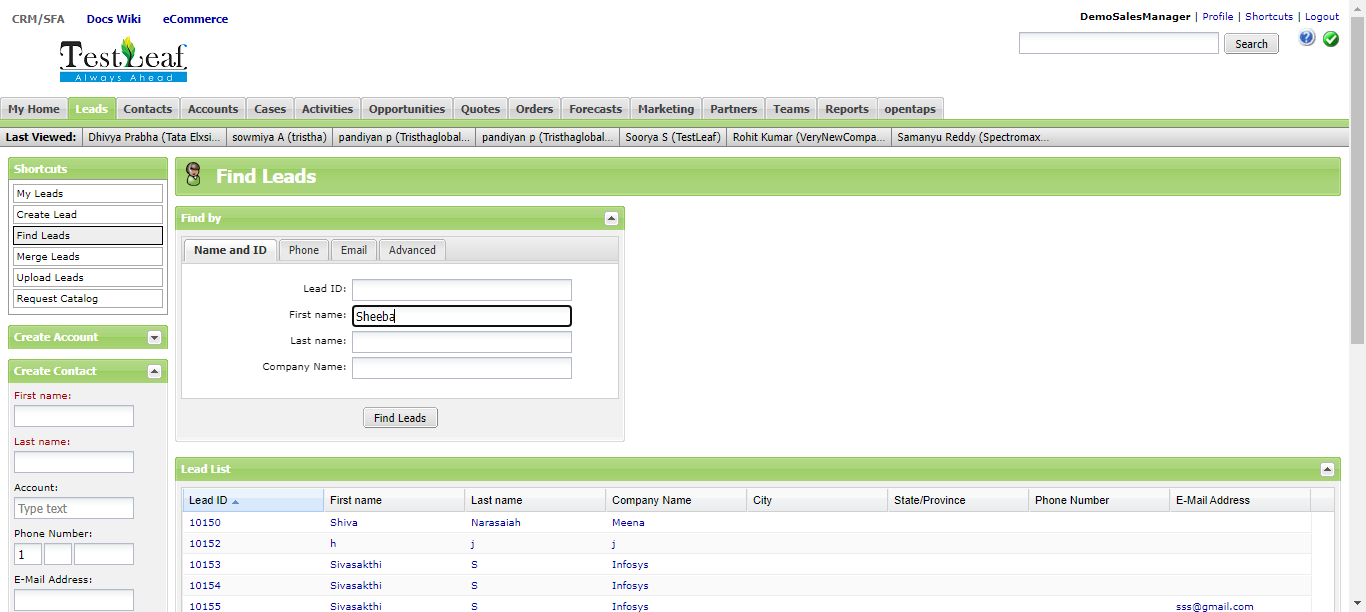 CRM/SFA Docs Wiki eCommerce
DemoSalesManager | Profile | Shortcuts | Logout
TestLeaf
Always Ahead
Search
?
My Home Leads Contacts Accounts Cases Activities Opportunities Quotes Orders Forecasts Marketing Partners Teams Reports opentaps
Last Viewed: Dhivya Prabha (Tata Elxsi... sowmiya A (tristha) pandiyan p (Tristhaglobal... pandiyan p (Tristhaglobal... Soorya S (TestLeaf) Rohit Kumar (VeryNewCompa... Samanyu Reddy (Spectromax...
Shortcuts
My Leads
Create Lead
Find Leads
Merge Leads
Upload Leads
Request Catalog
Create Account
Create Contact
First name:
Last name:
Account:
Type text
Phone Number:
1
E-Mail Address:
Find Leads
Find by
Name and ID Phone Email Advanced
Lead ID:
First name: Sheeba
Last name:
Company Name:
Find Leads
Lead List
Lead ID First name Last name Company Name City State/Province Phone Number E-Mail Address
10150 Shiva Narasaiah Meena
10152 h j j
10153 Sivasakthi S Infosys
10154 Sivasakthi S Infosys
10155 Sivasakthi S Infosys sss@gmail.com